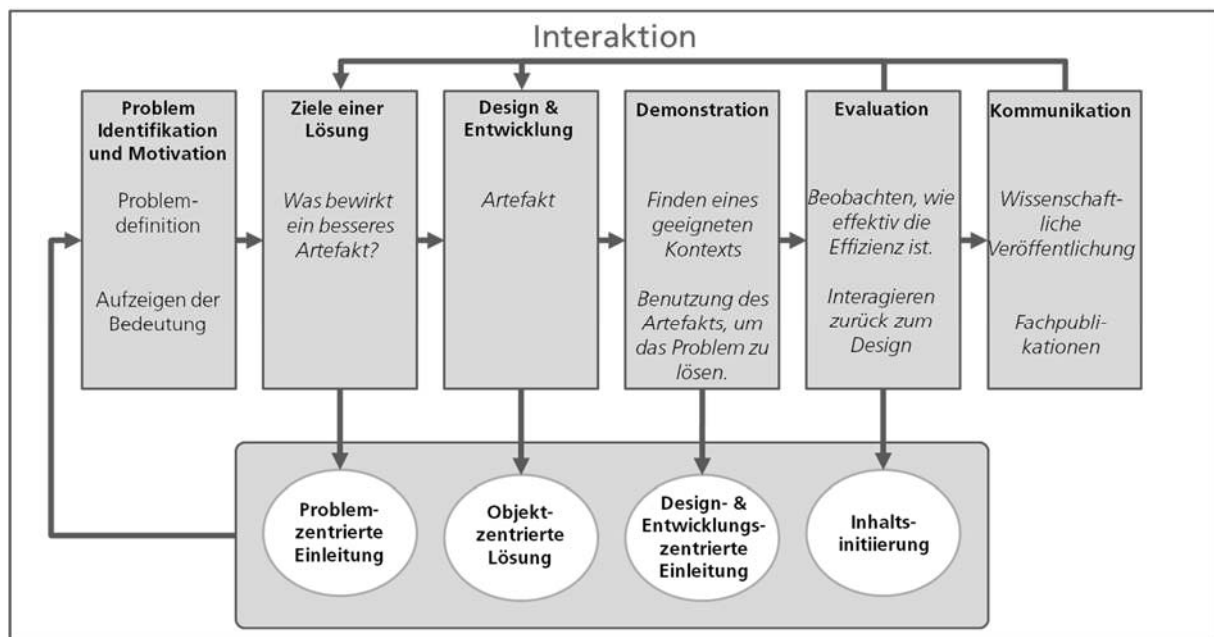 Interaktion
Problem
Identifikation
und Motivation
Problem-
definition
Aufzeigen der
Bedeutung
Ziele einer
Lösung
Was bewirkt
ein besseres
Artefakt?
Design &
Entwicklung
Artefakt
Demonstration
Finden eines
geeigneten
Kontexts
Benutzung des
Artefakts, um
das Problem zu
lösen.
Evaluation
Beobachten, wie
effektiv die
Effizienz ist.
Interagieren
zurück zum
Design
Kommunikation
Wissenschaft-
liche
Veröffentlichung
Fachpubli-
kationen
Problem-
zentrierte
Einleitung
Objekt-
zentrierte
Lösung
Design- &
Entwicklungs-
zentrierte
Einleitung
Inhalts-
initiierung